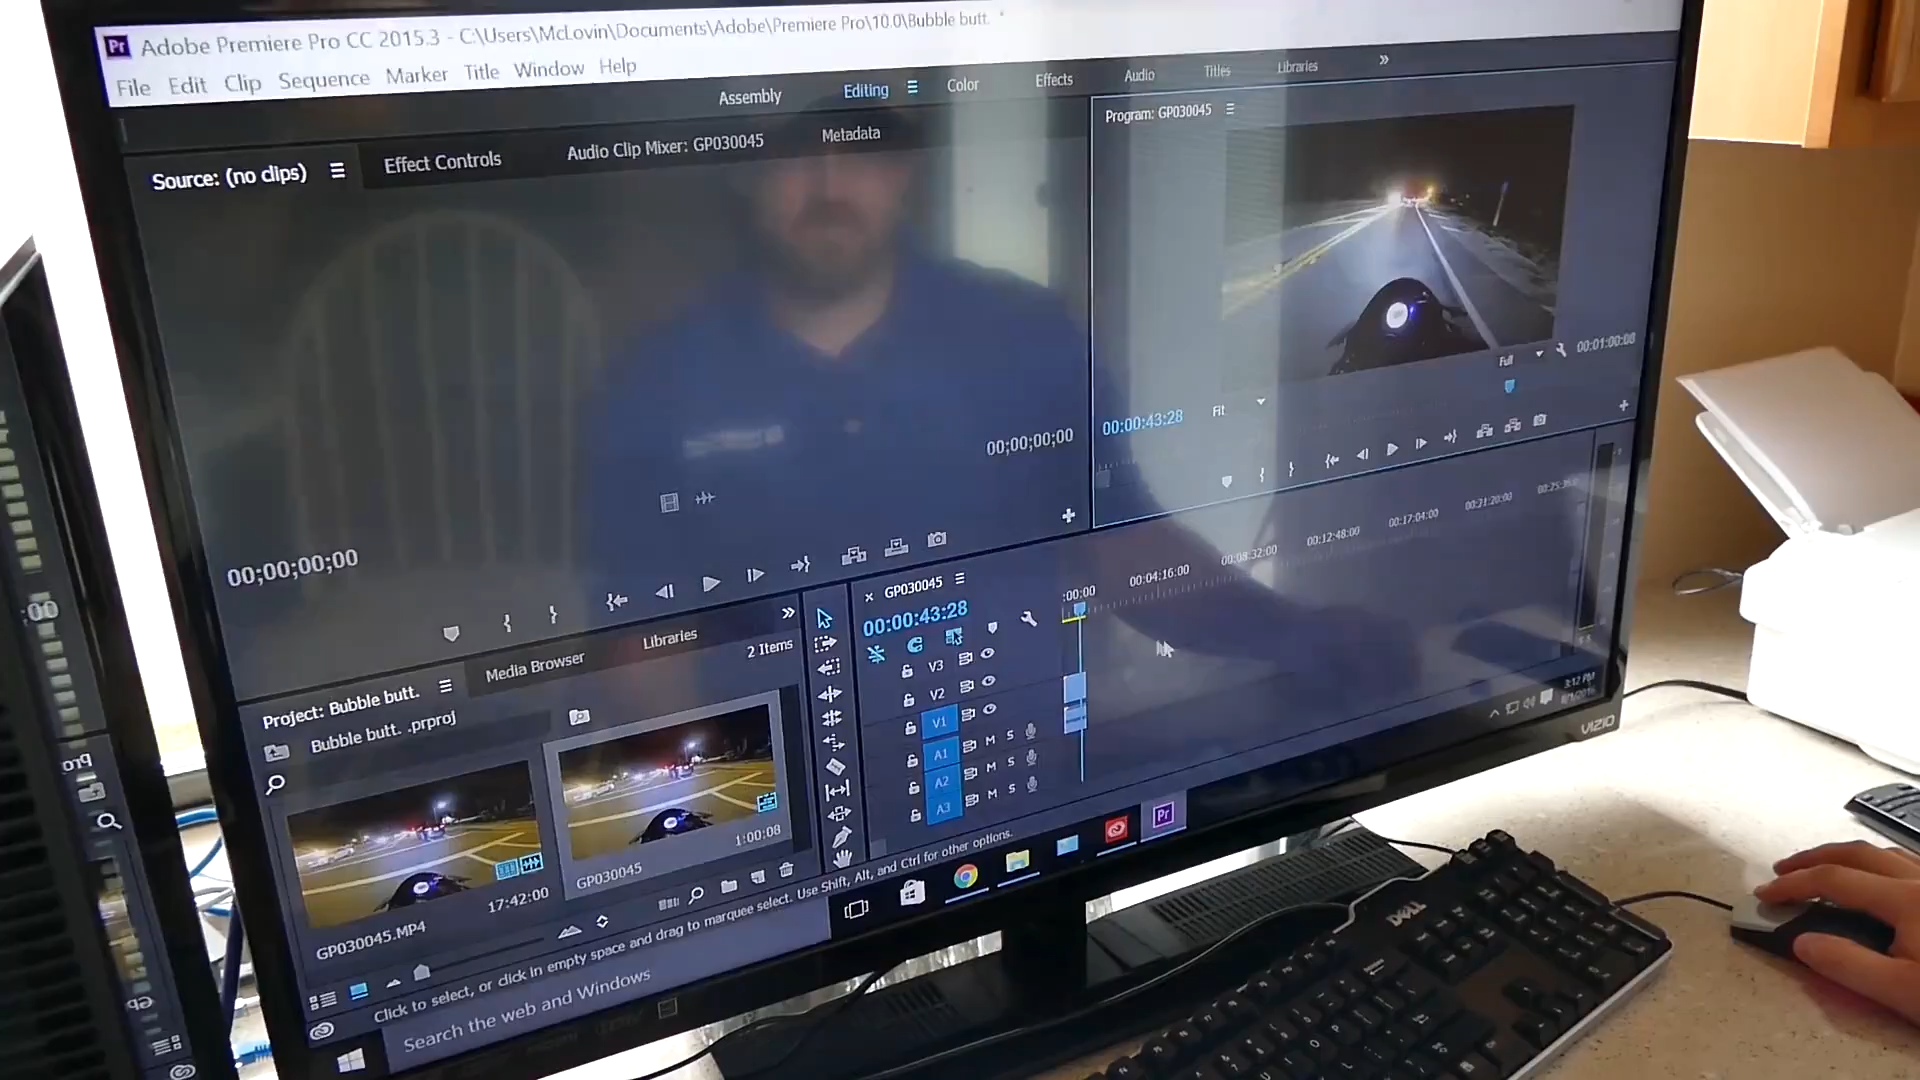 Adobe Premiere Pro CC 2015.3 - C:\Users\McLovin\Documents\Adobe\Premiere Pro\10.0\Bubble butt. *
File Edit Clip Sequence Marker Title Window Help
Assembly Editing Color Effects Audio Titles Libraries
Source: (no clips) Effect Controls Audio Clip Mixer: GP030045 Metadata
Program: GP030045
Full 00:01:00:08
00:00:43:28 Fit
00;00;00;00
00;00;00;00
Project: Bubble butt. Media Browser Libraries
2 Items
Bubble butt. .prproj
GP030045.MP4 17:42:00
GP030045 1:00:08
GP030045
00:00:43:28
:00:00 00:04:16:00 00:08:32:00 00:12:48:00 00:17:04:00 00:21:20:00
V3
V2
V1
A1 M S
A2 M S
A3 M S
Click to select, or click in empty space and drag to marquee select. Use Shift, Alt, and Ctrl for other options.
Search the web and Windows
Pr
3:12 PM
VIZIO
DELL
:00